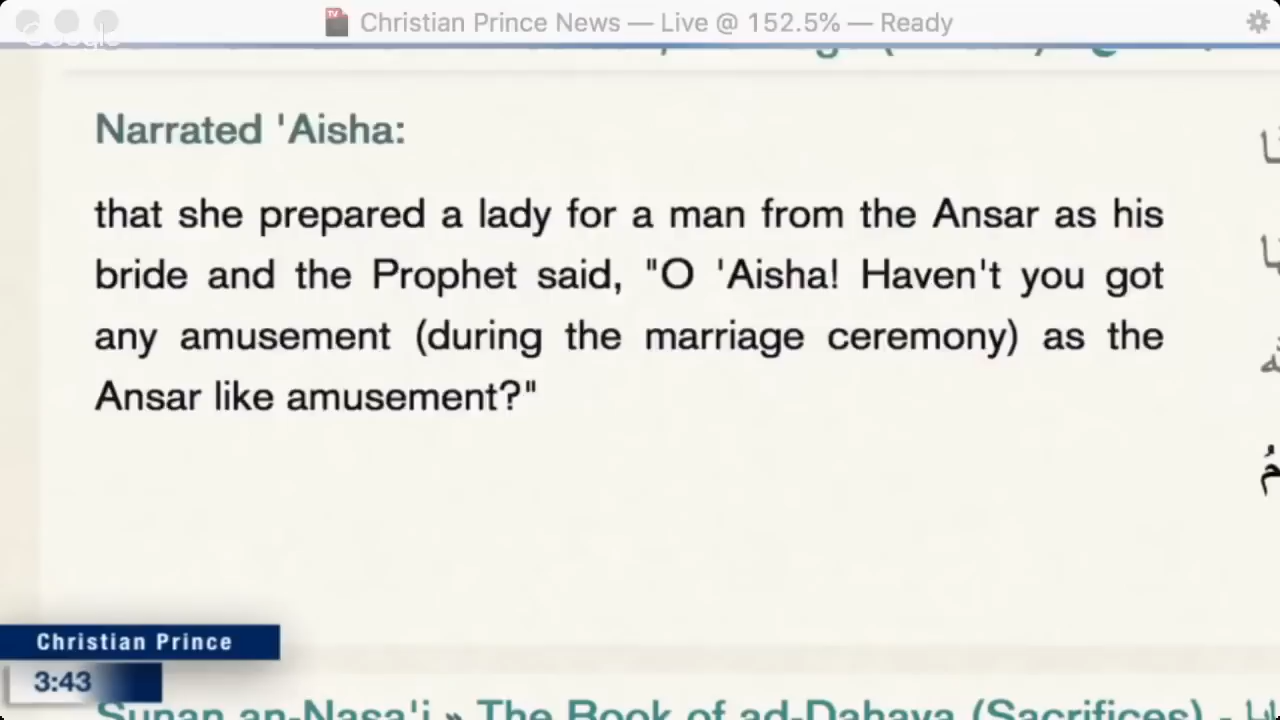 Christian Prince News — Live @ 152.5% — Ready
Google
Narrated 'Aisha:
that she prepared a lady for a man from the Ansar as his
bride and the Prophet said, "O 'Aisha! Haven't you got
any amusement (during the marriage ceremony) as the
Ansar like amusement?"
Christian Prince
3:43
Sunan an-Nasa'i » The Book of ad-Dahaya (Sacrifices) -